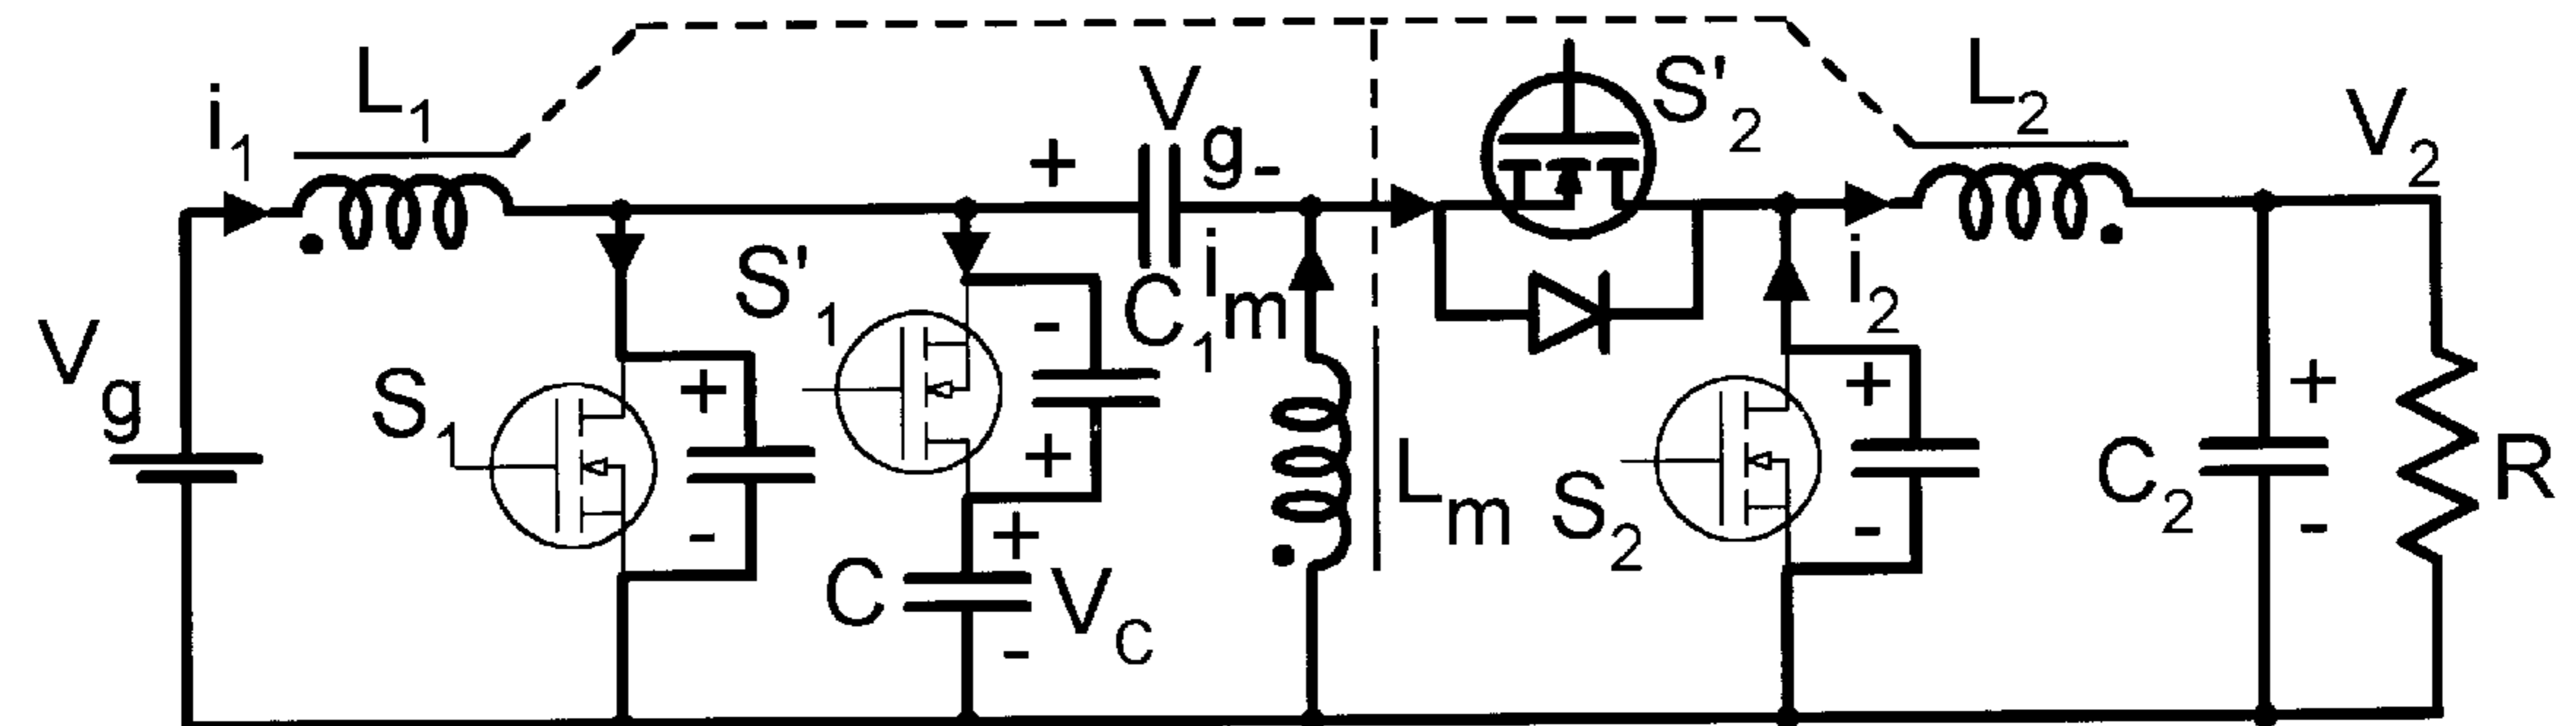 i1
L1
Vg
S1
S'1
+
-
-
+
C
+
-
VC
+
Vg
-
C1
im
Lm
S'2
S2
+
-
i2
L2
V2
C2
+
-
R